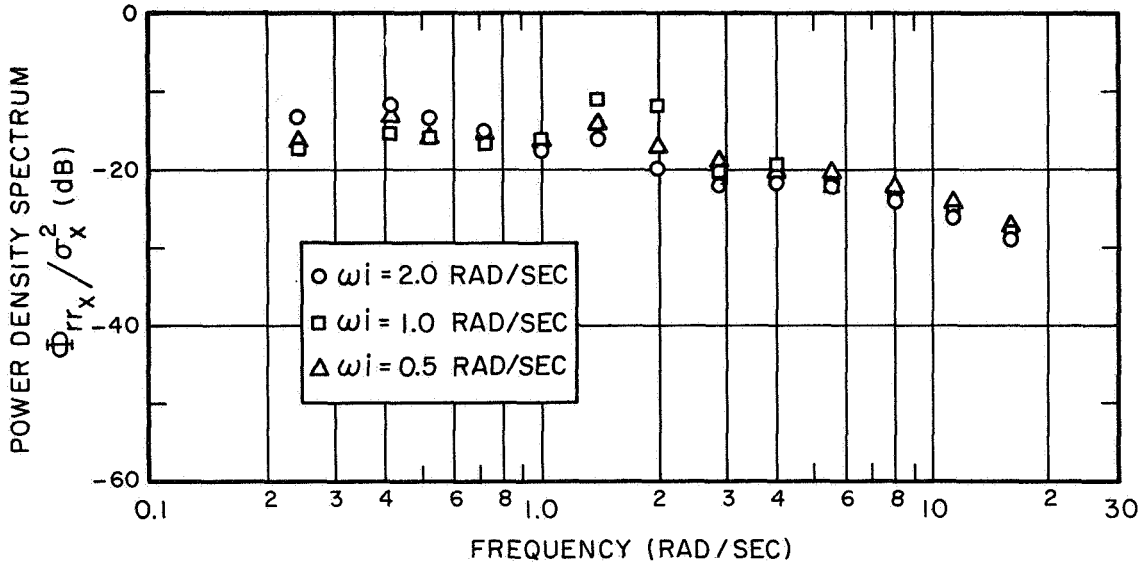 POWER DENSITY SPECTRUM
Φrrₓ/σₓ² (dB)
0
-20
-40
-60
○ ωi = 2.0 RAD/SEC
□ ωi = 1.0 RAD/SEC
△ ωi = 0.5 RAD/SEC
0.1 2 3 4 6 8 1.0 2 3 4 6 8 10 2 30
FREQUENCY (RAD/SEC)